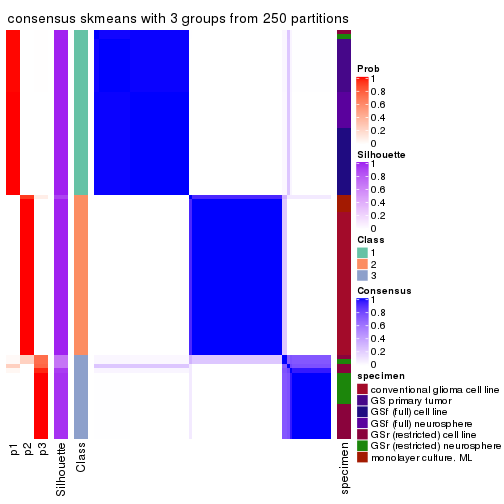 consensus skmeans with 3 groups from 250 partitions
Prob
1
0.8
0.6
0.4
0.2
0
Silhouette
1
0.8
0.6
0.4
0.2
0
Class
1
2
3
Consensus
1
0.8
0.6
0.4
0.2
0
specimen
conventional glioma cell line
GS primary tumor
GSf (full) cell line
GSf (full) neurosphere
GSr (restricted) cell line
GSr (restricted) neurosphere
monolayer culture. ML
p1
p2
p3
Silhouette
Class
specimen